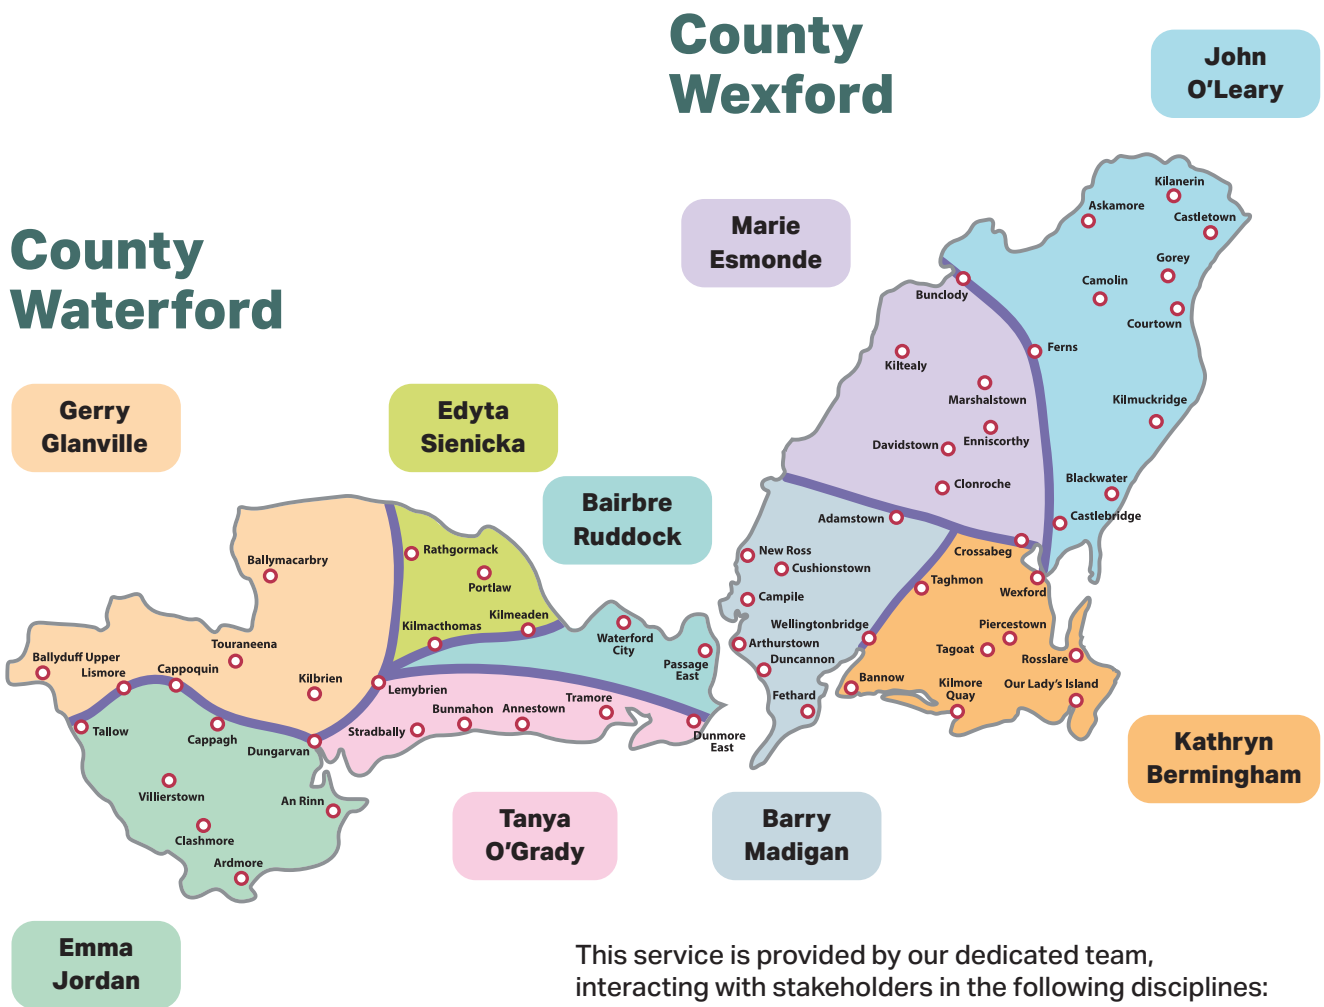 County
Wexford
John
O'Leary
Kilanerin
Askamore
Castletown
Marie
Esmonde
Gorey
Camolin
Bunclody
Courtown
County
Waterford
Ferns
Kiltealy
Marshalstown
Kilmuckridge
Gerry
Glanville
Edyta
Sienicka
Enniscorthy
Davidstown
Blackwater
Clonroche
Bairbre
Ruddock
Castlebridge
Adamstown
Crossabeg
Rathgormack
New Ross
Ballymacarbry
Cushionstown
Portlaw
Taghmon
Wexford
Campile
Kilmeaden
Kilmacthomas
Wellingtonbridge
Piercestown
Waterford
City
Touraneena
Arthurstown
Tagoat
Ballyduff Upper
Rosslare
Duncannon
Passage
East
Lismore
Cappoquin
Kilbrien
Bannow
Kilmore
Quay
Our Lady's Island
Lemybrien
Fethard
Tramore
Bunmahon
Annestown
Stradbally
Tallow
Cappagh
Dunmore
East
Dungarvan
Kathryn
Bermingham
Villierstown
An Rinn
Clashmore
Tanya
O'Grady
Barry
Madigan
Ardmore
Emma
Jordan
This service is provided by our dedicated team,
interacting with stakeholders in the following disciplines: